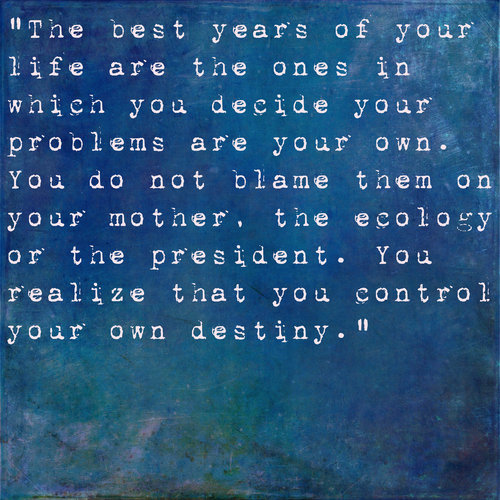 "The best years of your
life are the ones in
which you decide your
problems are your own.
You do not blame them on
your mother, the ecology
or the president. You
realize that you control
your own destiny."